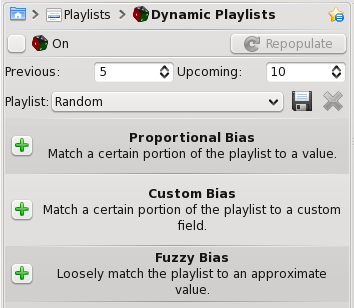 Playlists Dynamic Playlists
On Repopulate
Previous: 5 Upcoming: 10
Playlist: Random
Proportional Bias
Match a certain portion of the playlist to a value.
Custom Bias
Match a certain portion of the playlist to a custom
field.
Fuzzy Bias
Loosely match the playlist to an approximate
value.